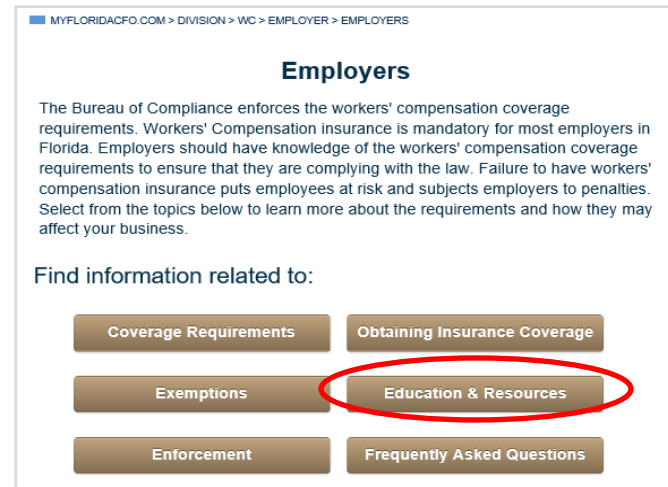 MYFLORIDACFO.COM > DIVISION > WC > EMPLOYER > EMPLOYERS
Employers
The Bureau of Compliance enforces the workers' compensation coverage
requirements. Workers' Compensation insurance is mandatory for most employers in
Florida. Employers should have knowledge of the workers' compensation coverage
requirements to ensure that they are complying with the law. Failure to have workers'
compensation insurance puts employees at risk and subjects employers to penalties.
Select from the topics below to learn more about the requirements and how they may
affect your business.
Find information related to:
Coverage Requirements
Obtaining Insurance Coverage
Exemptions
Education & Resources
Enforcement
Frequently Asked Questions